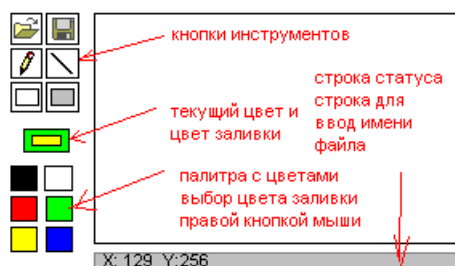 кнопки инструментов
строка статуса
строка для
ввод имени
файла
текущий цвет и
цвет заливки
палитра с цветами
выбор цвета заливки
правой кнопкой мыши
X: 129 Y:256